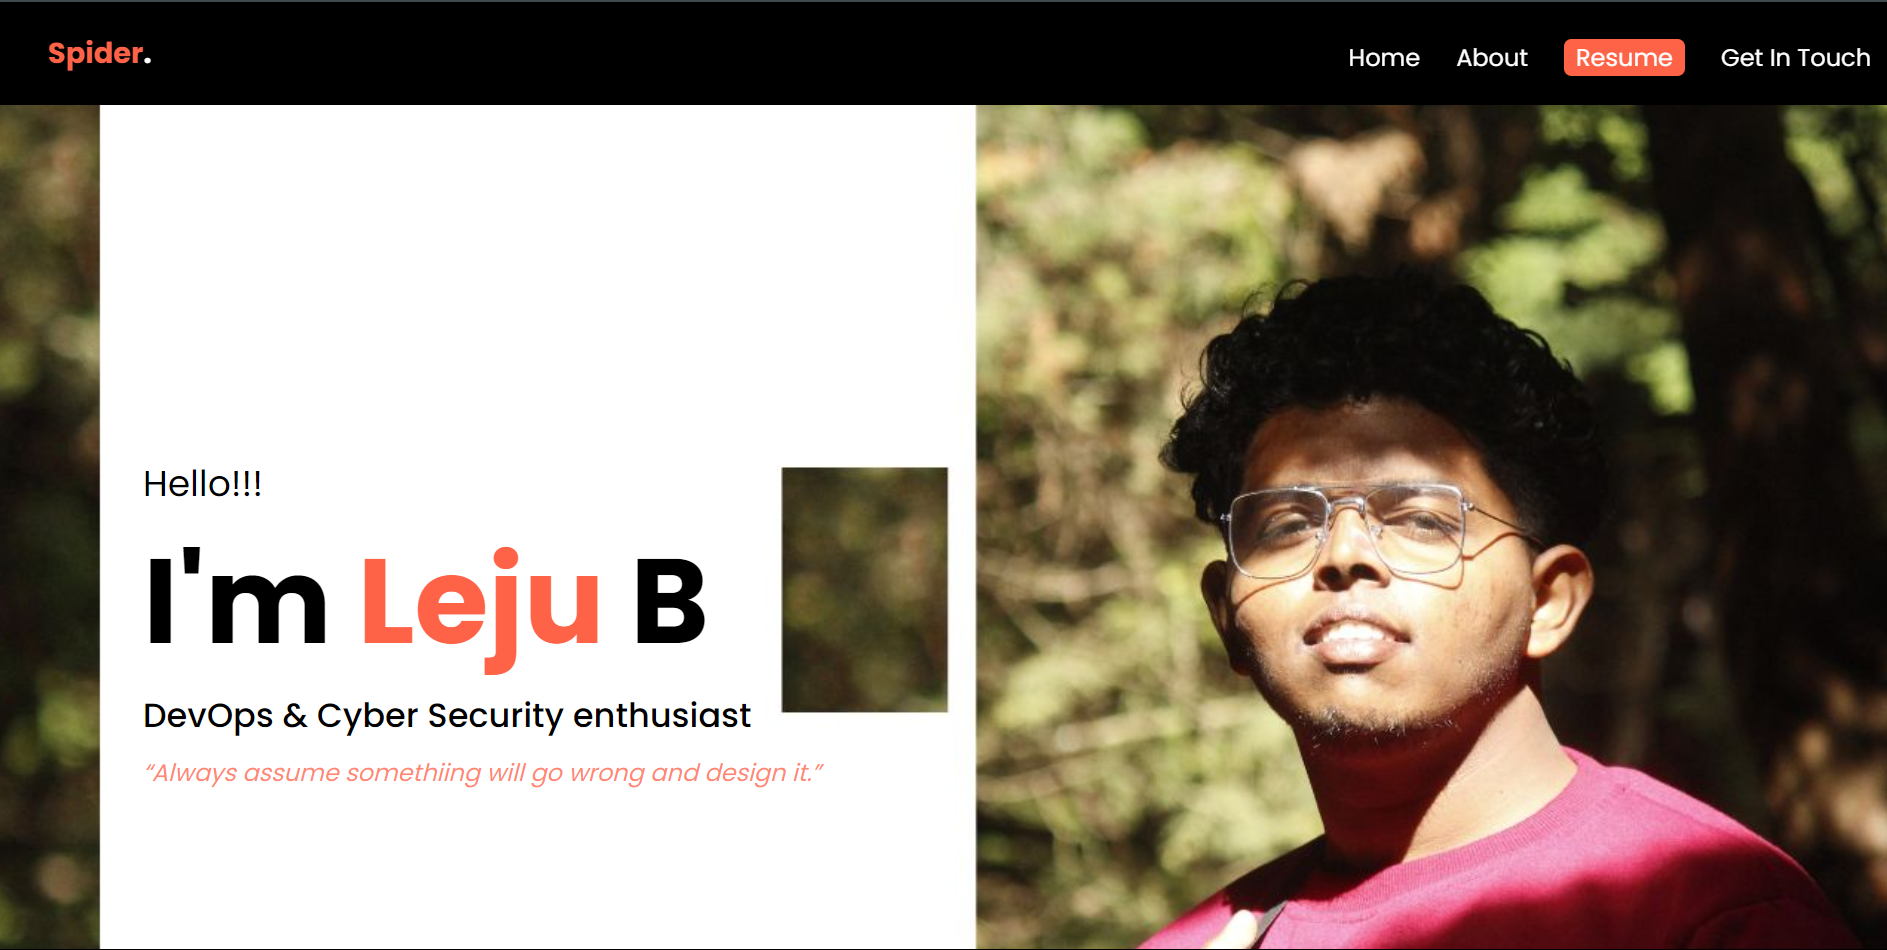 Spider.
Home About Resume Get In Touch
Hello!!!
I'm Leju B
DevOps & Cyber Security enthusiast
“Always assume somethiing will go wrong and design it.”